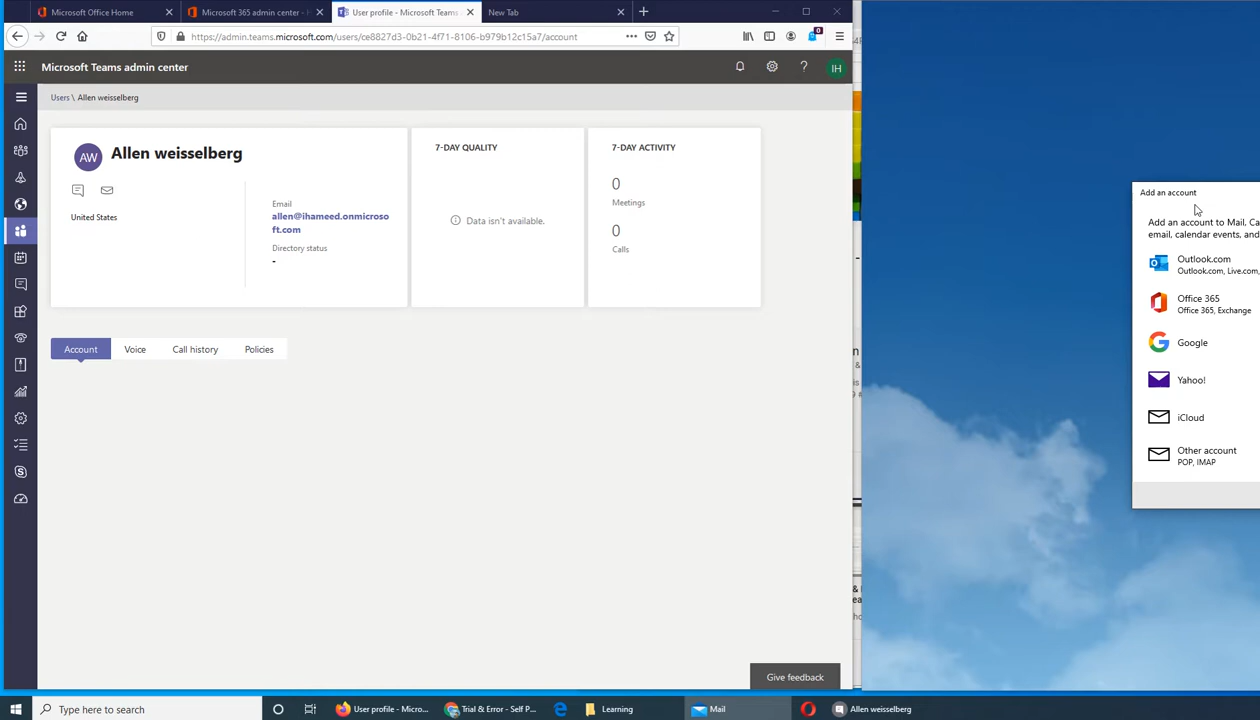 Microsoft Office Home
Microsoft 365 admin center -
User profile - Microsoft Teams
New Tab
https://admin.teams.microsoft.com/users/ce8827d3-0b21-4f71-8106-b979b12c15a7/account
0
Microsoft Teams admin center
IH
Users \ Allen weisselberg
AW
Allen weisselberg
United States
Email
allen@ihameed.onmicroso
ft.com
Directory status
-
7-DAY QUALITY
Data isn't available.
7-DAY ACTIVITY
0
Meetings
0
Calls
Account
Voice
Call history
Policies
Give feedback
Add an account
Add an account to Mail, Ca
email, calendar events, and
Outlook.com
Outlook.com, Live.com,
Office 365
Office 365, Exchange
Google
Yahoo!
iCloud
Other account
POP, IMAP
Type here to search
User profile - Micro...
Trial & Error - Self P...
Learning
Mail
Allen weisselberg